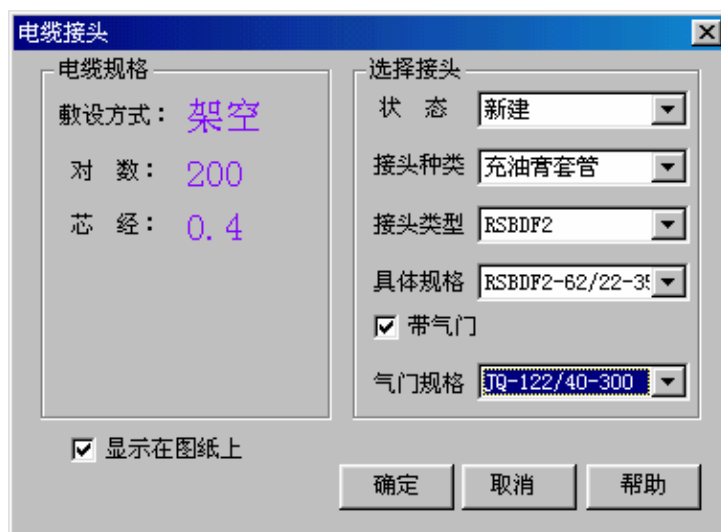 电缆接头
电缆规格
敷设方式：架空
对 数：200
芯 经：0.4
选择接头
状 态 新建
接头种类 充油膏套管
接头类型 RSBDF2
具体规格 RSBDF2-62/22-35
带气门
气门规格 JQ-122/40-300
显示在图纸上
确定 取消 帮助